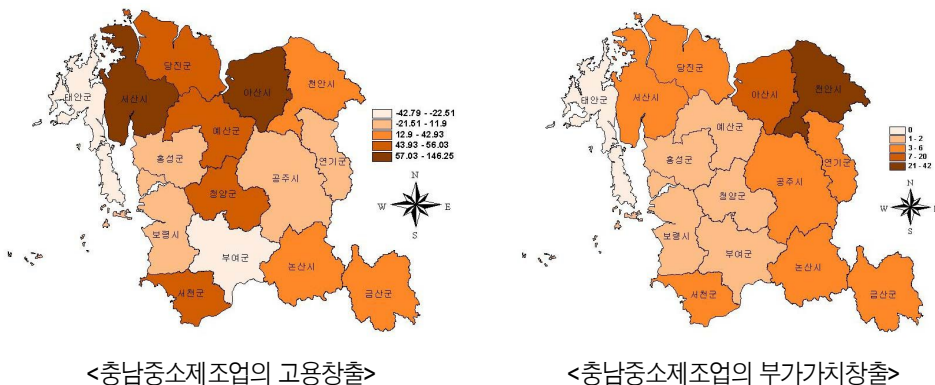 당진군
천안시
아산시
태안군
서산시
예산군
홍성군
연기군
공주시
청양군
보령시
부여군
논산시
서천군
금산군
-42.79 - -22.51
-21.51 - 11.9
12.9 - 42.93
43.93 - 56.03
57.03 - 146.25
N
W E
S
<충남중소제조업의 고용창출>
당진군
천안시
아산시
태안군
서산시
예산군
홍성군
연기군
공주시
청양군
보령시
부여군
논산시
서천군
금산군
0
1 - 2
3 - 6
7 - 20
21 - 42
N
W E
S
<충남중소제조업의 부가가치창출>